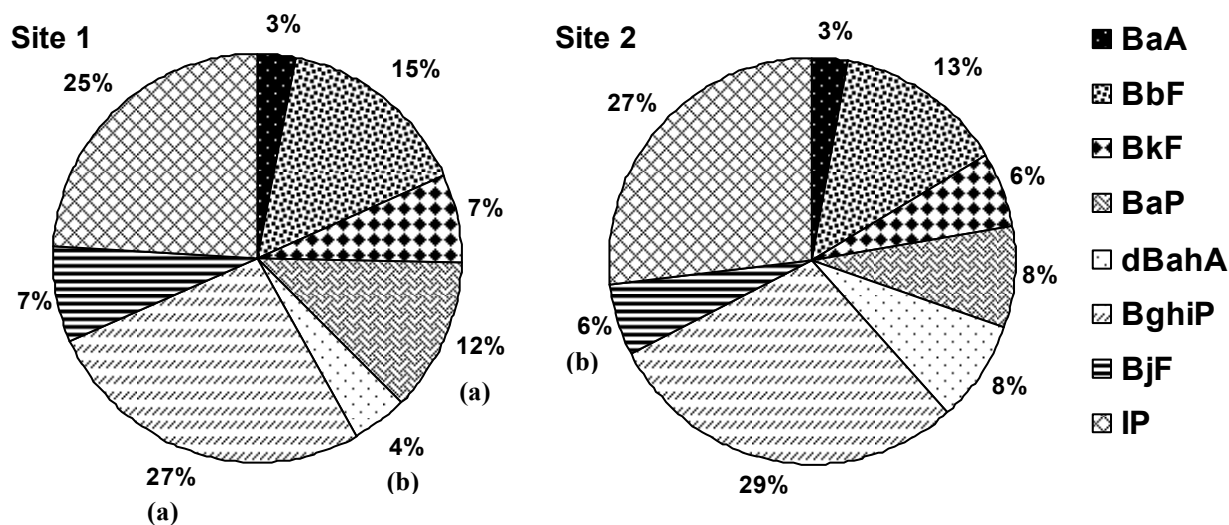 Site 1
3%
15%
7%
12%
(a)
4%
(b)
27%
(a)
7%
25%
Site 2
3%
13%
6%
8%
8%
29%
6%
(b)
27%
BaA
BbF
BkF
BaP
dBahA
BghiP
BjF
IP